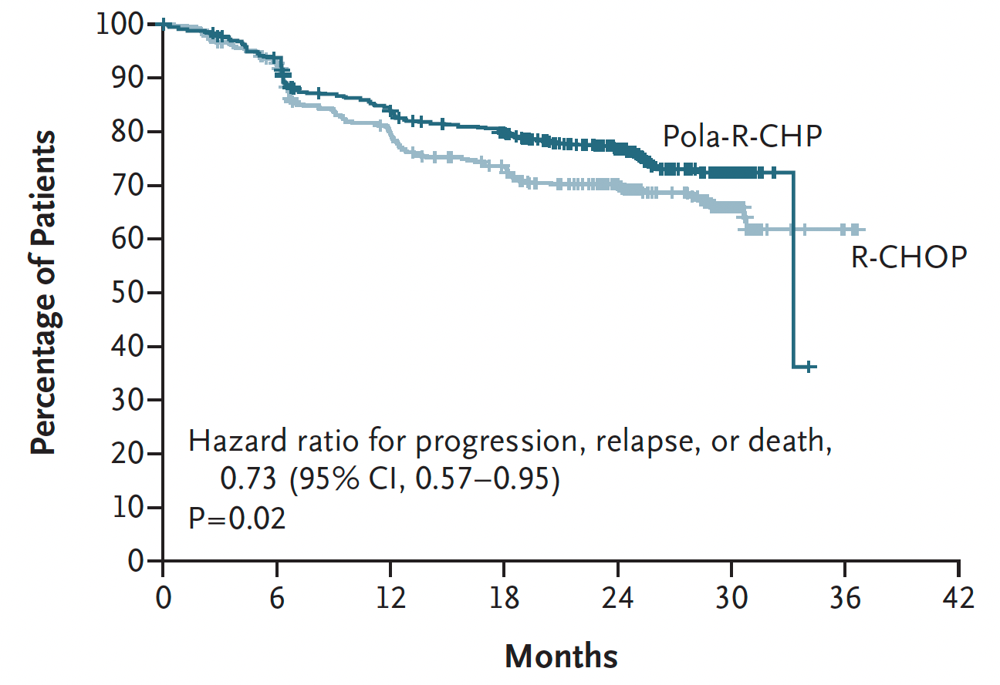 100
90
80
70
60
50
40
30
20
10
0
Percentage of Patients
Pola-R-CHP
R-CHOP
Hazard ratio for progression, relapse, or death,
0.73 (95% CI, 0.57–0.95)
P=0.02
0 6 12 18 24 30 36 42
Months